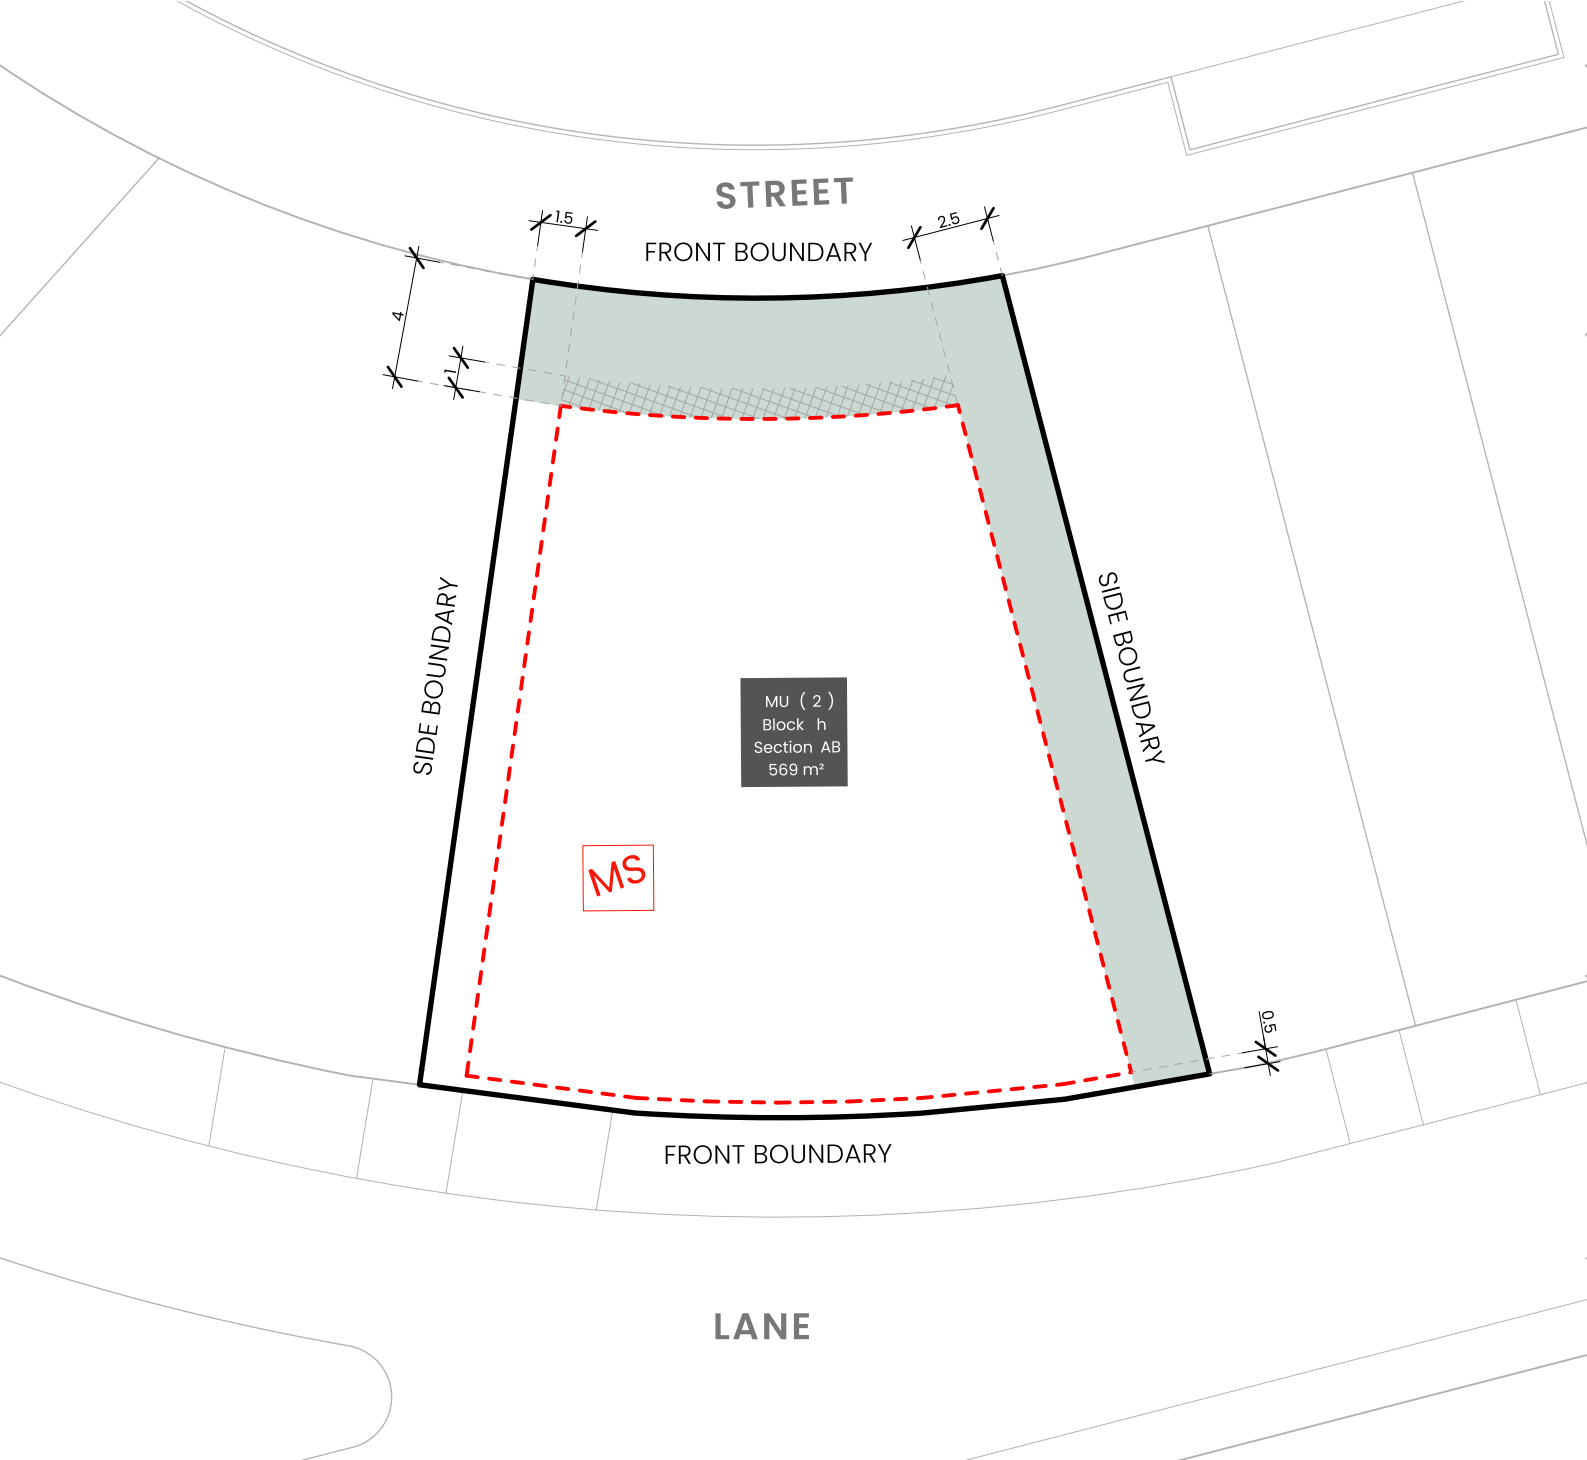 STREET
1.5
2.5
FRONT BOUNDARY
4
1
SIDE BOUNDARY
SIDE BOUNDARY
MU ( 2 )
Block h
Section AB
569 m²
MS
0.5
FRONT BOUNDARY
LANE